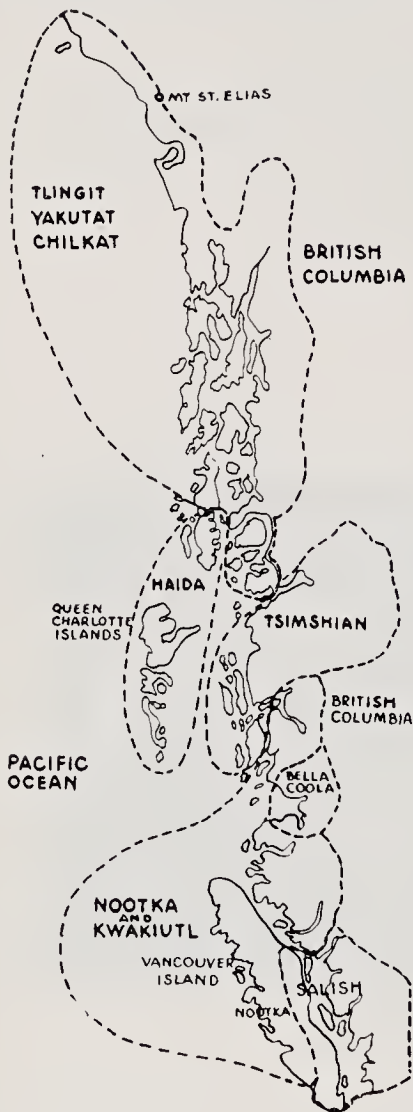 MT ST. ELIAS
TLINGIT
YAKUTAT
CHILKAT
BRITISH
COLUMBIA
HAIDA
QUEEN
CHARLOTTE
ISLANDS
TSIMSHIAN
BRITISH
COLUMBIA
PACIFIC
OCEAN
BELLA
COOLA
NOOTKA
AND
KWAKIUTL
VANCOUVER
ISLAND
SALISH
NOOTKA